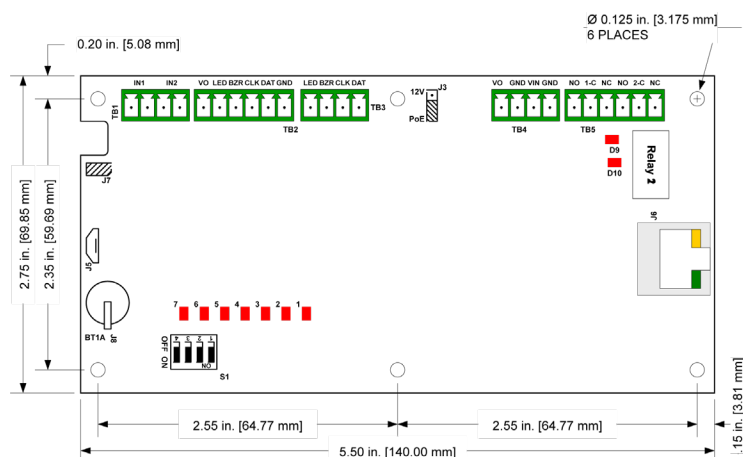 Ø 0.125 in. [3.175 mm]
6 PLACES
0.20 in. [5.08 mm]
IN1 IN2
VO LED BZR CLK DAT GND
LED BZR CLK DAT
12V J3
PoE
VO GND VIN GND
NO 1-C NC NO 2-C NC
TB1
TB2
TB3
TB4
TB5
D9
D10
Relay 2
J7
J6
2.75 in. [69.85 mm]
2.35 in. [59.69 mm]
J5
BT1A
J8
7 6 5 4 3 2 1
OFF ON
4 3 2 1
NO
S1
2.55 in. [64.77 mm]
2.55 in. [64.77 mm]
.15 in. [3.81 mm]
5.50 in. [140.00 mm]